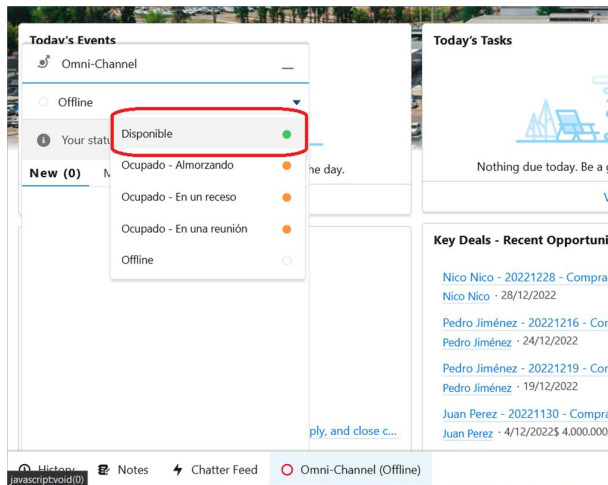 Today's Events
Omni-Channel
Offline
Your statu
New (0) M
Disponible
Ocupado - Almorzando
Ocupado - En un receso
Ocupado - En una reunión
Offline
he day.
ply, and close c...
Today's Tasks
Nothing due today. Be a g
V
Key Deals - Recent Opportuni
Nico Nico - 20221228 - Compra
Nico Nico · 28/12/2022
Pedro Jiménez - 20221216 - Cor
Pedro Jiménez · 24/12/2022
Pedro Jiménez - 20221219 - Cor
Pedro Jiménez · 19/12/2022
Juan Perez - 20221130 - Compra
Juan Perez · 4/12/2022$ 4.000.000
History
Notes
Chatter Feed
Omni-Channel (Offline)
javascript:void(0)